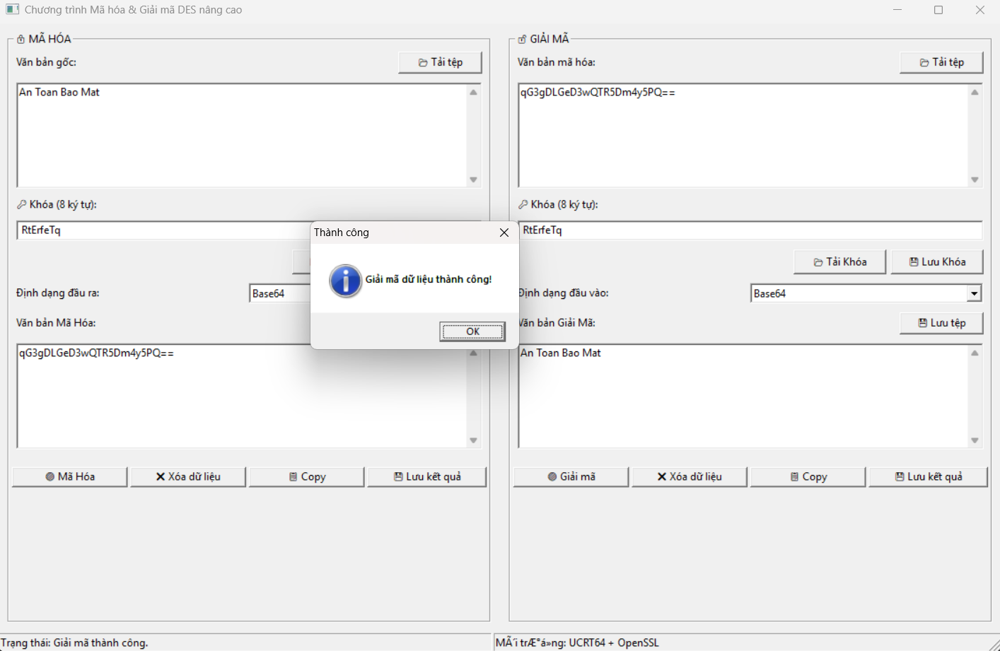 Chương trình Mã hóa & Giải mã DES nâng cao
MÃ HÓA
Văn bản gốc:
Tải tệp
An Toan Bao Mat
Khóa (8 ký tự):
RtErfeTq
Định dạng đầu ra:
Base64
Văn bản Mã Hóa:
qG3gDLGeD3wQTR5Dm4y5PQ==
Mã Hóa
Xóa dữ liệu
Copy
Lưu kết quả
GIẢI MÃ
Văn bản mã hóa:
Tải tệp
qG3gDLGeD3wQTR5Dm4y5PQ==
Khóa (8 ký tự):
RtErfeTq
Tải Khóa
Lưu Khóa
Định dạng đầu vào:
Base64
Văn bản Giải Mã:
Lưu tệp
An Toan Bao Mat
Giải mã
Xóa dữ liệu
Copy
Lưu kết quả
Thành công
Giải mã dữ liệu thành công!
OK
Trạng thái: Giải mã thành công.
MÃ´i trÆ°á»ng: UCRT64 + OpenSSL